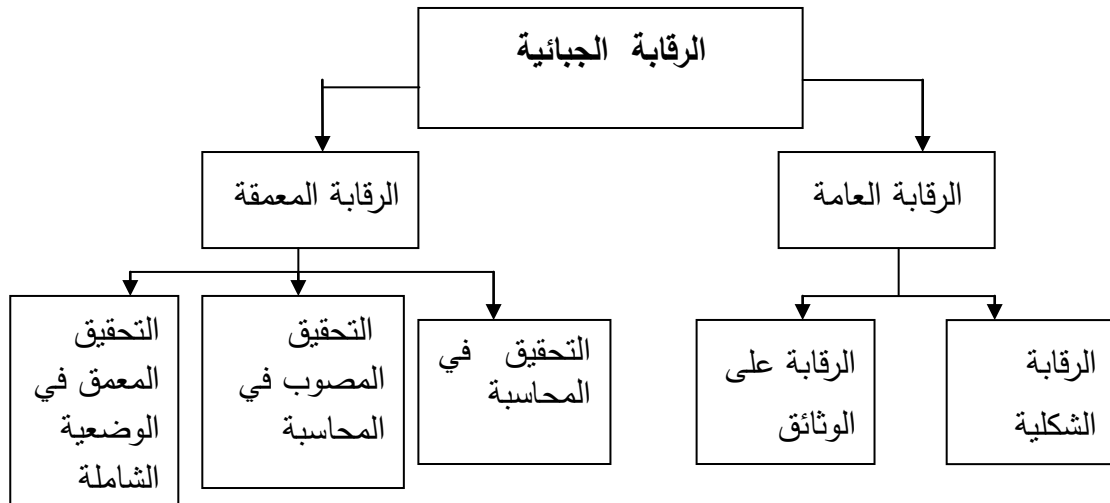 الرقابة الجبائية
الرقابة العامة
الرقابة المعمقة
الرقابة
الشكلية
الرقابة على
الوثائق
التحقيق في
المحاسبة
التحقيق
المصوب في
المحاسبة
التحقيق
المعمق في
الوضعية
الشاملة